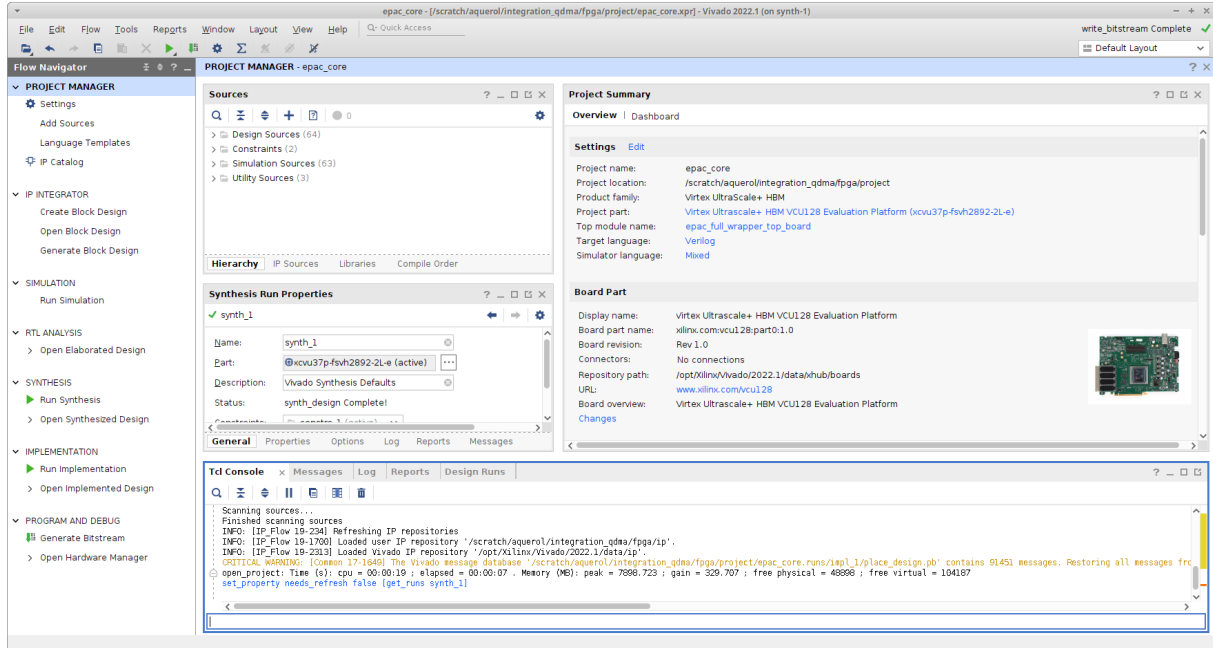 epac_core - [/scratch/aquerol/integration_qdma/fpga/project/epac_core.xpr] - Vivado 2022.1 (on synth-1)
File Edit Flow Tools Reports Window Layout View Help Q- Quick Access
write_bitstream Complete
Default Layout
Flow Navigator
PROJECT MANAGER
Settings
Add Sources
Language Templates
IP Catalog
IP INTEGRATOR
Create Block Design
Open Block Design
Generate Block Design
SIMULATION
Run Simulation
RTL ANALYSIS
Open Elaborated Design
SYNTHESIS
Run Synthesis
Open Synthesized Design
IMPLEMENTATION
Run Implementation
Open Implemented Design
PROGRAM AND DEBUG
Generate Bitstream
Open Hardware Manager
PROJECT MANAGER - epac_core
Sources
0
Design Sources (64)
Constraints (2)
Simulation Sources (63)
Utility Sources (3)
Hierarchy IP Sources Libraries Compile Order
Synthesis Run Properties
synth_1
Name: synth_1
Part: xcvu37p-fsvh2892-2L-e (active)
Description: Vivado Synthesis Defaults
Status: synth_design Complete!
General Properties Options Log Reports Messages
Project Summary
Overview | Dashboard
Settings Edit
Project name: epac_core
Project location: /scratch/aquerol/integration_qdma/fpga/project
Product family: Virtex UltraScale+ HBM
Project part: Virtex Ultrascale+ HBM VCU128 Evaluation Platform (xcvu37p-fsvh2892-2L-e)
Top module name: epac_full_wrapper_top_board
Target language: Verilog
Simulator language: Mixed
Board Part
Display name: Virtex Ultrascale+ HBM VCU128 Evaluation Platform
Board part name: xilinx.com:vcu128:part0:1.0
Board revision: Rev 1.0
Connectors: No connections
Repository path: /opt/Xilinx/Vivado/2022.1/data/xhub/boards
URL: www.xilinx.com/vcu128
Board overview: Virtex Ultrascale+ HBM VCU128 Evaluation Platform
Changes
Tcl Console Messages Log Reports Design Runs
Scanning sources...
Finished scanning sources
INFO: [IP_Flow 19-234] Refreshing IP repositories
INFO: [IP_Flow 19-1700] Loaded user IP repository '/scratch/aquerol/integration_qdma/fpga/ip'.
INFO: [IP_Flow 19-2313] Loaded Vivado IP repository '/opt/Xilinx/Vivado/2022.1/data/ip'.
CRITICAL WARNING: [Common 17-1649] The Vivado message database '/scratch/aquerol/integration_qdma/fpga/project/epac_core.runs/impl_1/place_design.pb' contains 91451 messages. Restoring all messages fro
open_project: Time (s): cpu = 00:00:19 ; elapsed = 00:00:07 . Memory (MB): peak = 7898.723 ; gain = 329.707 ; free physical = 48898 ; free virtual = 104187
set_property needs_refresh false [get_runs synth_1]